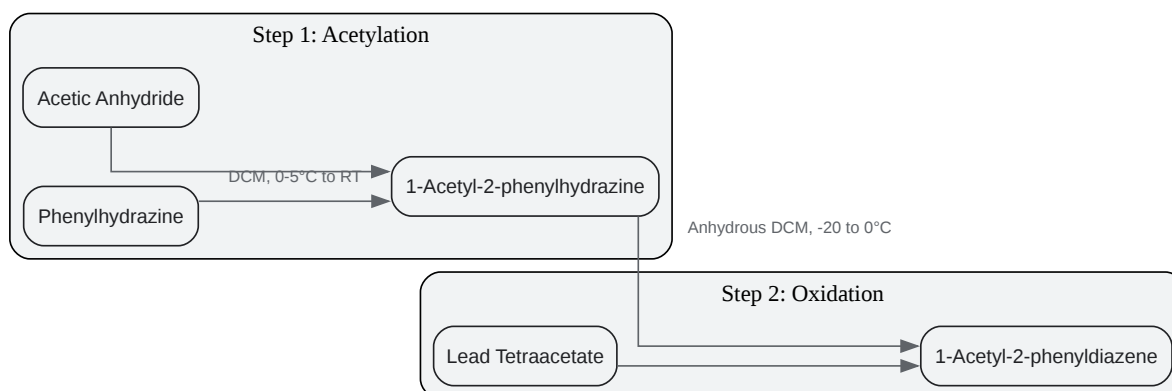 Step 1: Acetylation
Acetic Anhydride
DCM, 0-5°C to RT
1-Acetyl-2-phenylhydrazine
Phenylhydrazine
Anhydrous DCM, -20 to 0°C
Step 2: Oxidation
Lead Tetraacetate
1-Acetyl-2-phenyldiazene